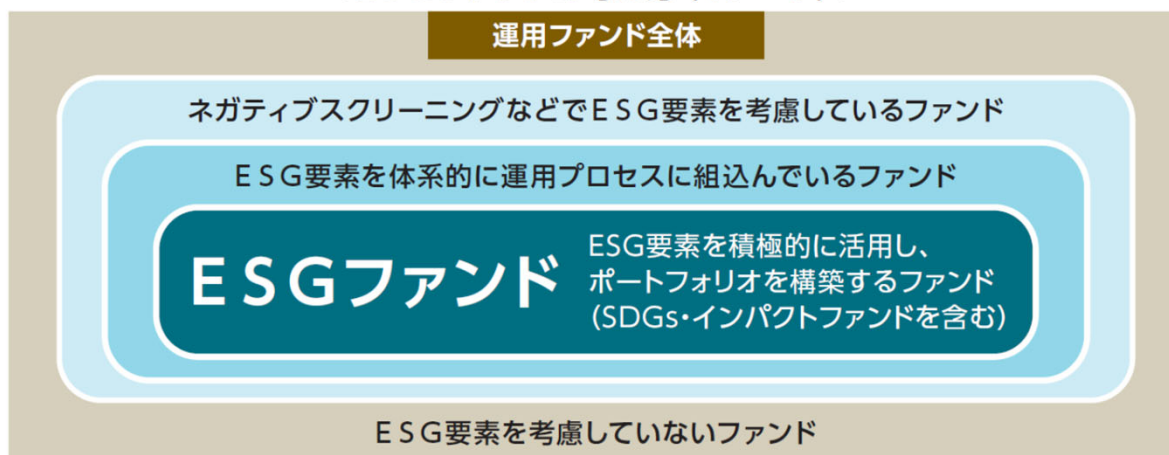 運用ファンド全体
ネガティブスクリーニングなどでESG要素を考慮しているファンド
ESG要素を体系的に運用プロセスに組込んでいるファンド
ESGファンド
ESG要素を積極的に活用し、
ポートフォリオを構築するファンド
(SDGs・インパクトファンドを含む)
ESG要素を考慮していないファンド